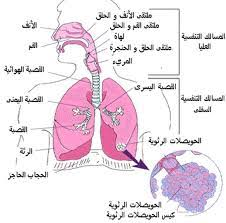 ملتقى الأنف و الحلق
الأنف
ملتقى الفم و الحلق
الفم
لهاة
ملتقى الحلق و الحنجرة
المريء
المسالك التنفسية
العليا
القصبة الهوائية
القصبة اليسرى
القصبة اليمنى
المسالك التنفسية
السفلى
القصبة
الرئة
الحويصلات الرئوية
الحجاب الحاجز
الحويصلات الرئوية
كيس الحويصلات الرئوية